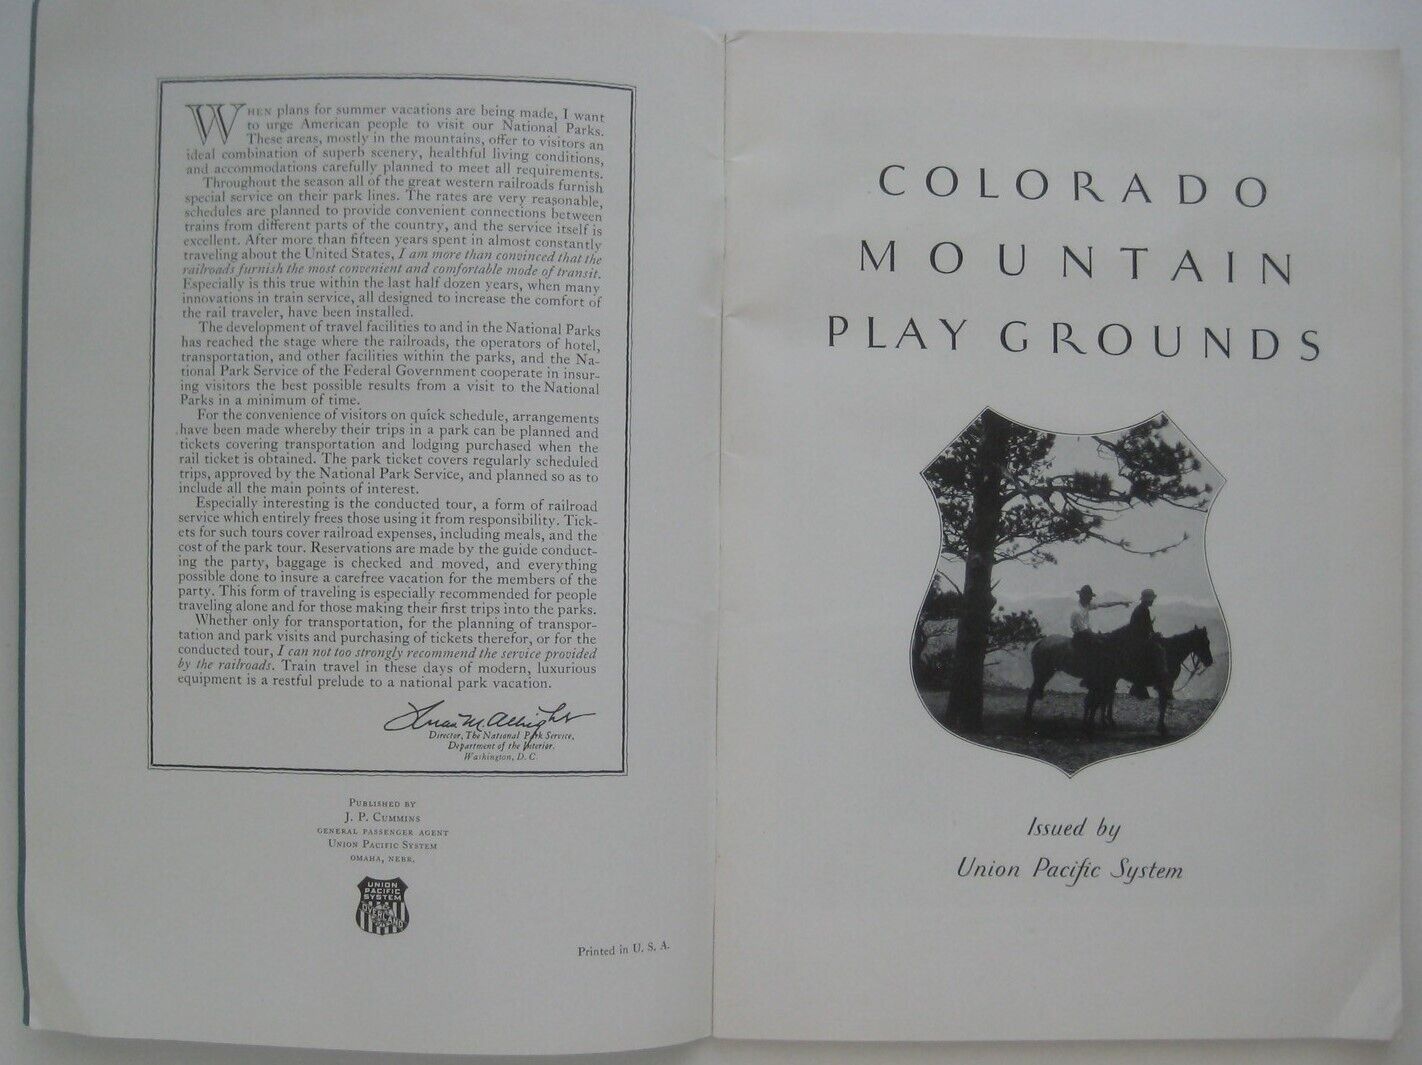 WHEN plans for summer vacations are being made, I want
to urge American people to visit our National Parks.
These areas, mostly in the mountains, offer to visitors an
ideal combination of superb scenery, healthful living conditions,
and accommodations carefully planned to meet all requirements.
Throughout the season all of the great western railroads furnish
special service on their park lines. The rates are very reasonable,
schedules are planned to provide convenient connections between
trains from different parts of the country, and the service itself is
excellent. After more than fifteen years spent in almost constantly
traveling about the United States, I am more than convinced that the
railroads furnish the most convenient and comfortable mode of transit.
Especially is this true within the last half dozen years, when many
innovations in train service, all designed to increase the comfort of
the rail traveler, have been installed.
The development of travel facilities to and in the National Parks
has reached the stage where the railroads, the operators of hotel,
transportation, and other facilities within the parks, and the Na-
tional Park Service of the Federal Government cooperate in insur-
ing visitors the best possible results from a visit to the National
Parks in a minimum of time.
For the convenience of visitors on quick schedule, arrangements
have been made whereby their trips in a park can be planned and
tickets covering transportation and lodging purchased when the
rail ticket is obtained. The park ticket covers regularly scheduled
trips, approved by the National Park Service, and planned so as to
include all the main points of interest.
Especially interesting is the conducted tour, a form of railroad
service which entirely frees those using it from responsibility. Tick-
ets for such tours cover railroad expenses, including meals, and the
cost of the park tour. Reservations are made by the guide conduct-
ing the party, baggage is checked and moved, and everything
possible done to insure a carefree vacation for the members of the
party. This form of traveling is especially recommended for people
traveling alone and for those making their first trips into the parks.
Whether only for transportation, for the planning of transpor-
tation and park visits and purchasing of tickets therefor, or for the
conducted tour, I can not too strongly recommend the service provided
by the railroads. Train travel in these days of modern, luxurious
equipment is a restful prelude to a national park vacation.
Horace M. Albright
Director, The National Park Service,
Department of the Interior.
Washington, D. C.
PUBLISHED BY
J. P. CUMMINS
GENERAL PASSENGER AGENT
UNION PACIFIC SYSTEM
OMAHA, NEBR.
UNION
PACIFIC
SYSTEM
OVERLAND
Printed in U. S. A.
COLORADO
MOUNTAIN
PLAY GROUNDS
Issued by
Union Pacific System